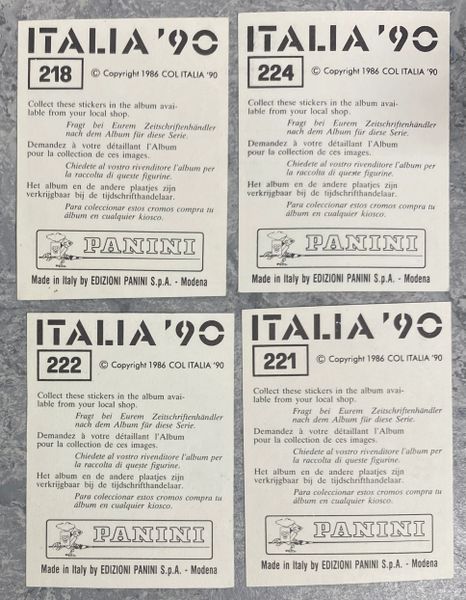 ITALIA '90
218
© Copyright 1986 COL ITALIA '90
Collect these stickers in the album avai-
lable from your local shop.
Fragt bei Eurem Zeitschriftenhändler
nach dem Album für diese Serie.
Demandez à votre détaillant l'Album
pour la collection de ces images.
Chiedete al vostro rivenditore l'album per
la raccolta di queste figurine.
Het album en de andere plaatjes zijn
verkrijgbaar bij de tijdschrifthandelaar.
Para coleccionar estos cromos compra tu
álbum en cualquier kiosco.
PANINI
Made in Italy by EDIZIONI PANINI S.p.A. - Modena
ITALIA '90
224
© Copyright 1986 COL ITALIA '90
Collect these stickers in the album avai-
lable from your local shop.
Fragt bei Eurem Zeitschriftenhändler
nach dem Album für diese Serie.
Demandez à votre détaillant l'Album
pour la collection de ces images.
Chiedete al vostro rivenditore l'album per
la raccolta di queste figurine.
Het album en de andere plaatjes zijn
verkrijgbaar bij de tijdschrifthandelaar.
Para coleccionar estos cromos compra tu
álbum en cualquier kiosco.
PANINI
Made in Italy by EDIZIONI PANINI S.p.A. - Modena
ITALIA '90
222
© Copyright 1986 COL ITALIA '90
Collect these stickers in the album avai-
lable from your local shop.
Fragt bei Eurem Zeitschriftenhändler
nach dem Album für diese Serie.
Demandez à votre détaillant l'Album
pour la collection de ces images.
Chiedete al vostro rivenditore l'album per
la raccolta di queste figurine.
Het album en de andere plaatjes zijn
verkrijgbaar bij de tijdschrifthandelaar.
Para coleccionar estos cromos compra tu
álbum en cualquier kiosco.
PANINI
Made in Italy by EDIZIONI PANINI S.p.A. - Modena
ITALIA '90
221
© Copyright 1986 COL ITALIA '90
Collect these stickers in the album avai-
lable from your local shop.
Fragt bei Eurem Zeitschriftenhändler
nach dem Album für diese Serie.
Demandez à votre détaillant l'Album
pour la collection de ces images.
Chiedete al vostro rivenditore l'album per
la raccolta di queste figurine.
Het album en de andere plaatjes zijn
verkrijgbaar bij de tijdschrifthandelaar.
Para coleccionar estos cromos compra tu
álbum en cualquier kiosco.
PANINI
Made in Italy by EDIZIONI PANINI S.p.A. - Modena